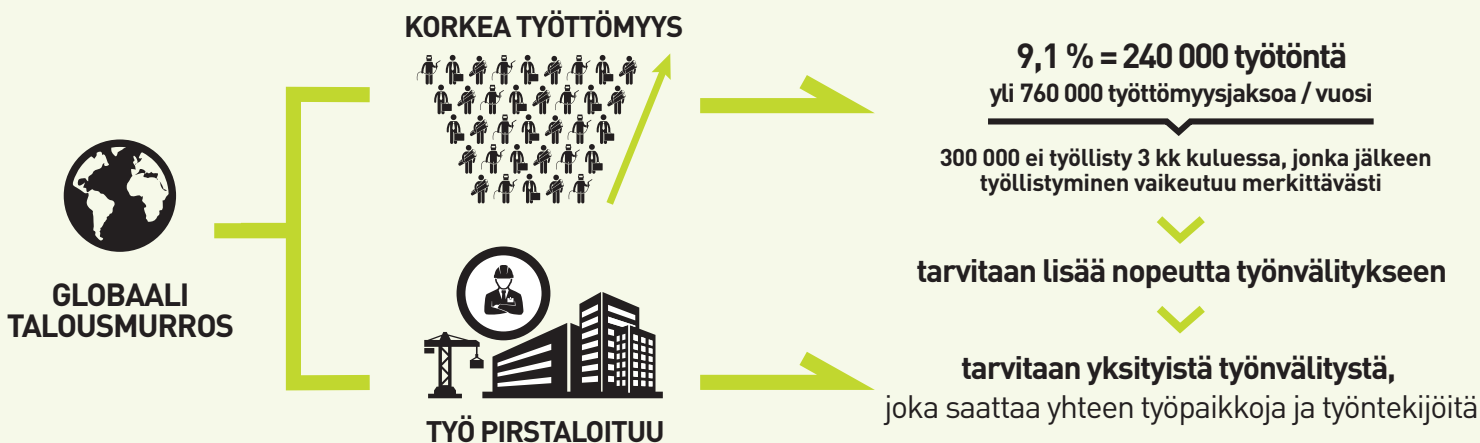 GLOBAALI
TALOUSMURROS
KORKEA TYÖTTÖMYYS
TYÖ PIRSTALOITUU
9,1 % = 240 000 työtöntä
yli 760 000 työttömyysjaksoa / vuosi
300 000 ei työllisty 3 kk kuluessa, jonka jälkeen
työllistyminen vaikeutuu merkittävästi
tarvitaan lisää nopeutta työnvälitykseen
tarvitaan yksityistä työnvälitystä,
joka saattaa yhteen työpaikkoja ja työntekijöitä